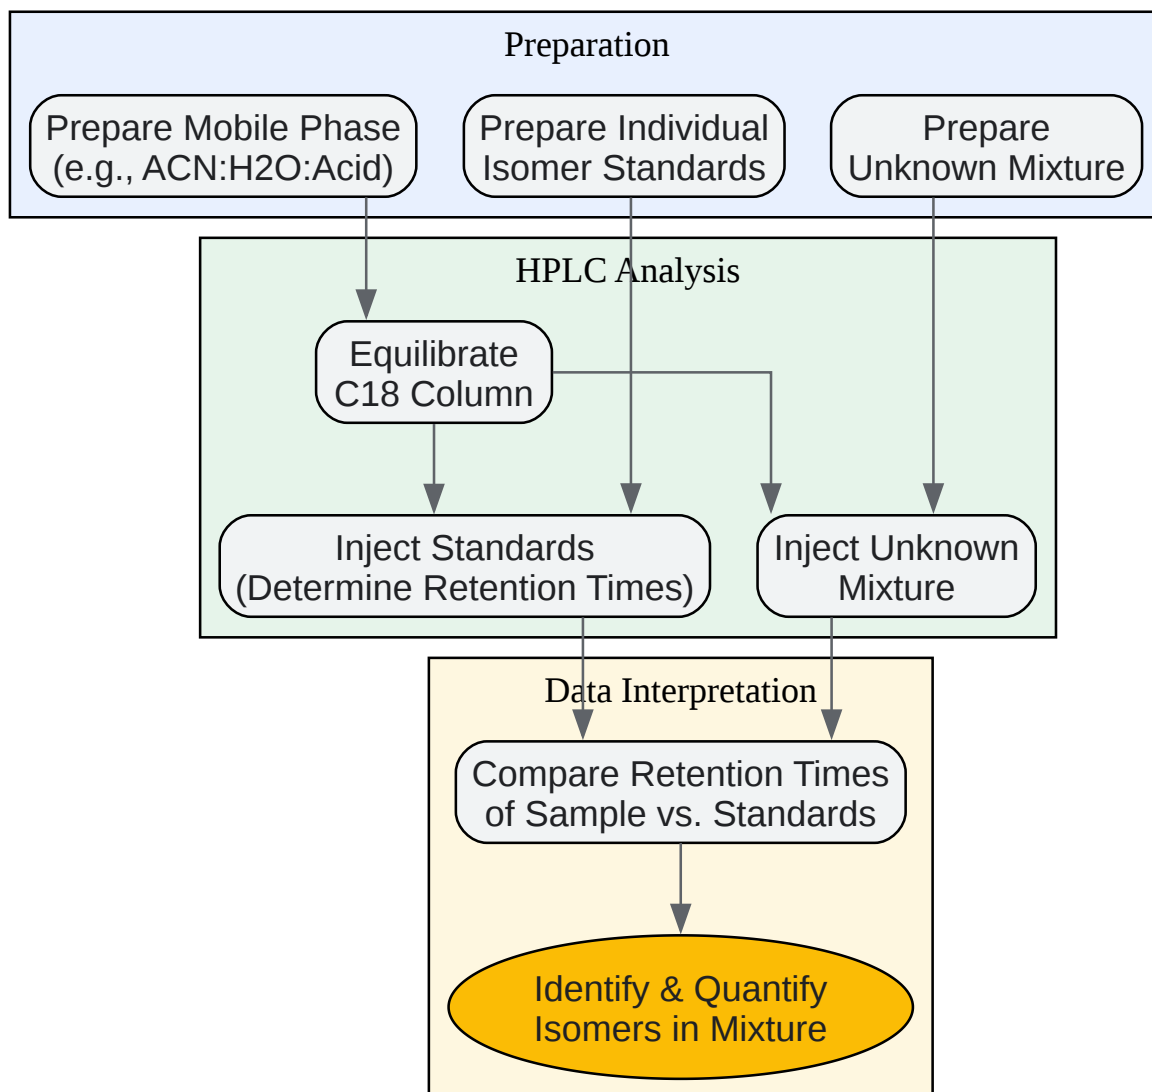 Preparation
Prepare Mobile Phase
(e.g., ACN:H2O:Acid)
Prepare Individual
Isomer Standards
Prepare
Unknown Mixture
HPLC Analysis
Equilibrate
C18 Column
Inject Standards
(Determine Retention Times)
Inject Unknown
Mixture
Data Interpretation
Compare Retention Times
of Sample vs. Standards
Identify & Quantify
Isomers in Mixture